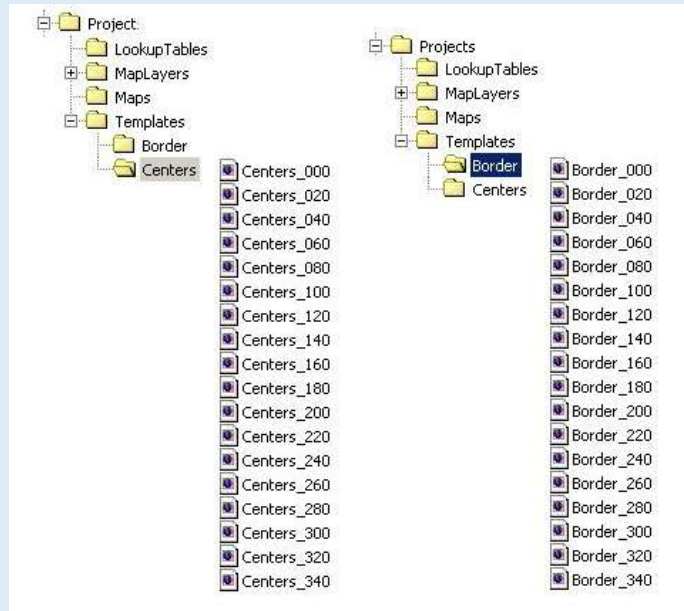 Project
LookupTables
MapLayers
Maps
Templates
Border
Centers
Centers_000
Centers_020
Centers_040
Centers_060
Centers_080
Centers_100
Centers_120
Centers_140
Centers_160
Centers_180
Centers_200
Centers_220
Centers_240
Centers_260
Centers_280
Centers_300
Centers_320
Centers_340
Projects
LookupTables
MapLayers
Maps
Templates
Border
Centers
Border_000
Border_020
Border_040
Border_060
Border_080
Border_100
Border_120
Border_140
Border_160
Border_180
Border_200
Border_220
Border_240
Border_260
Border_280
Border_300
Border_320
Border_340